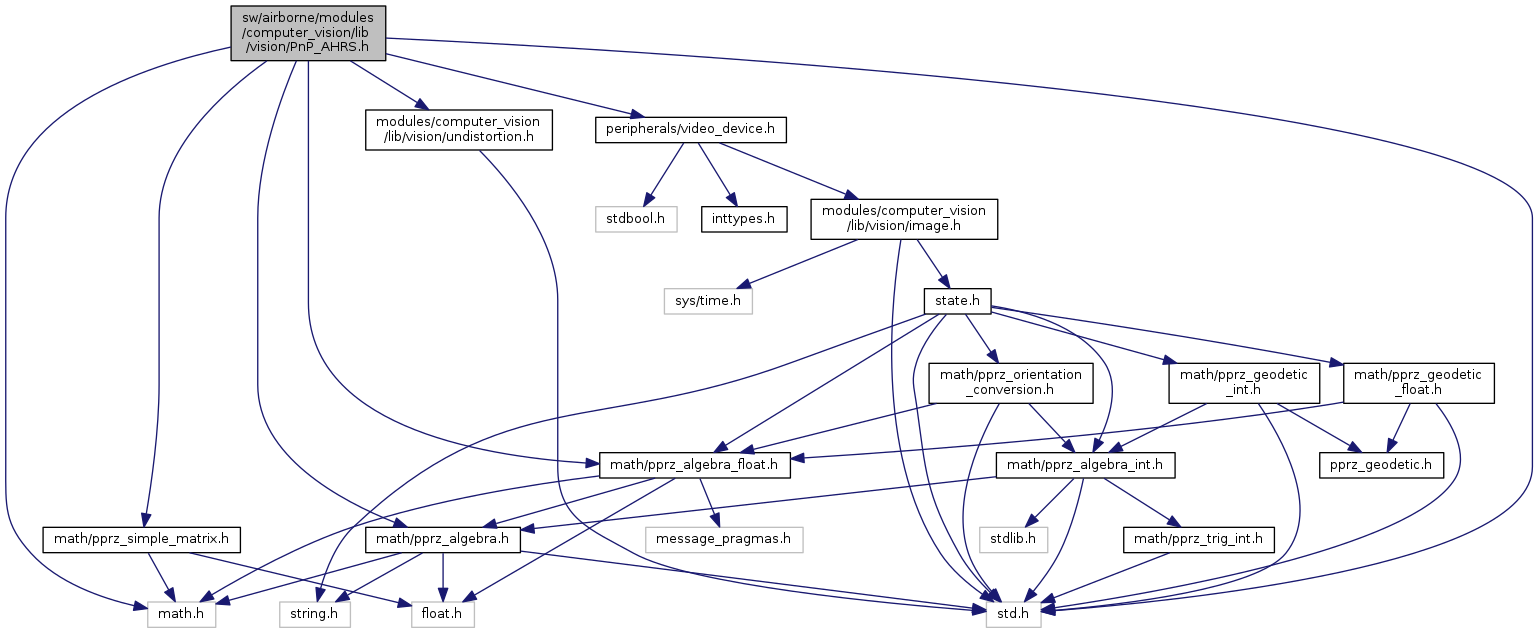 sw/airborne/modules
/computer_vision/lib
/vision/PnP_AHRS.h
modules/computer_vision
/lib/vision/undistortion.h
peripherals/video_device.h
stdbool.h
inttypes.h
modules/computer_vision
/lib/vision/image.h
sys/time.h
state.h
math/pprz_orientation
_conversion.h
math/pprz_geodetic
_int.h
math/pprz_geodetic
_float.h
math/pprz_algebra_float.h
math/pprz_algebra_int.h
pprz_geodetic.h
math/pprz_simple_matrix.h
math/pprz_algebra.h
message_pragmas.h
stdlib.h
math/pprz_trig_int.h
math.h
string.h
float.h
std.h